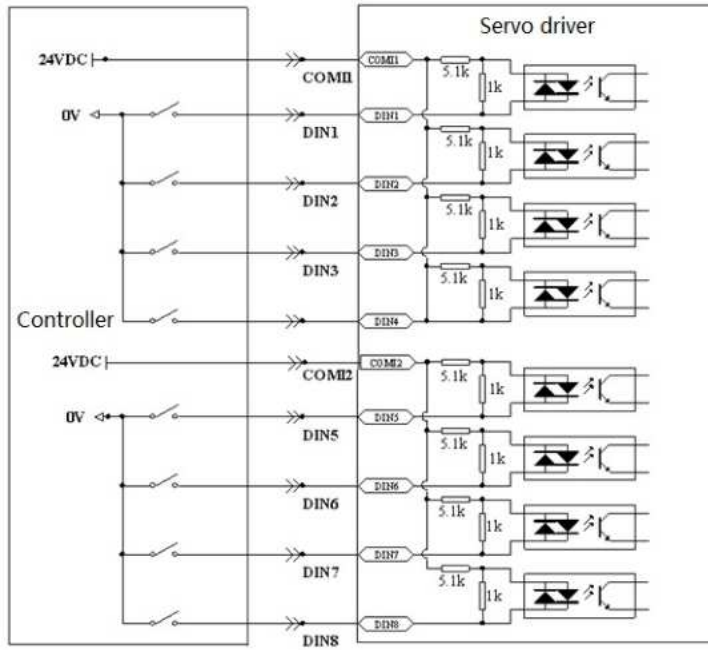 Servo driver
24VDC
COMI1
COMI1
5.1k
1k
0V
DIN1
DIN1
5.1k
1k
DIN2
DIN2
5.1k
1k
DIN3
DIN3
5.1k
1k
Controller
DIN4
24VDC
COMI2
COMI2
5.1k
1k
0V
DIN5
DIN5
5.1k
1k
DIN6
DIN6
5.1k
1k
DIN7
DIN7
5.1k
1k
DIN8
DIN8